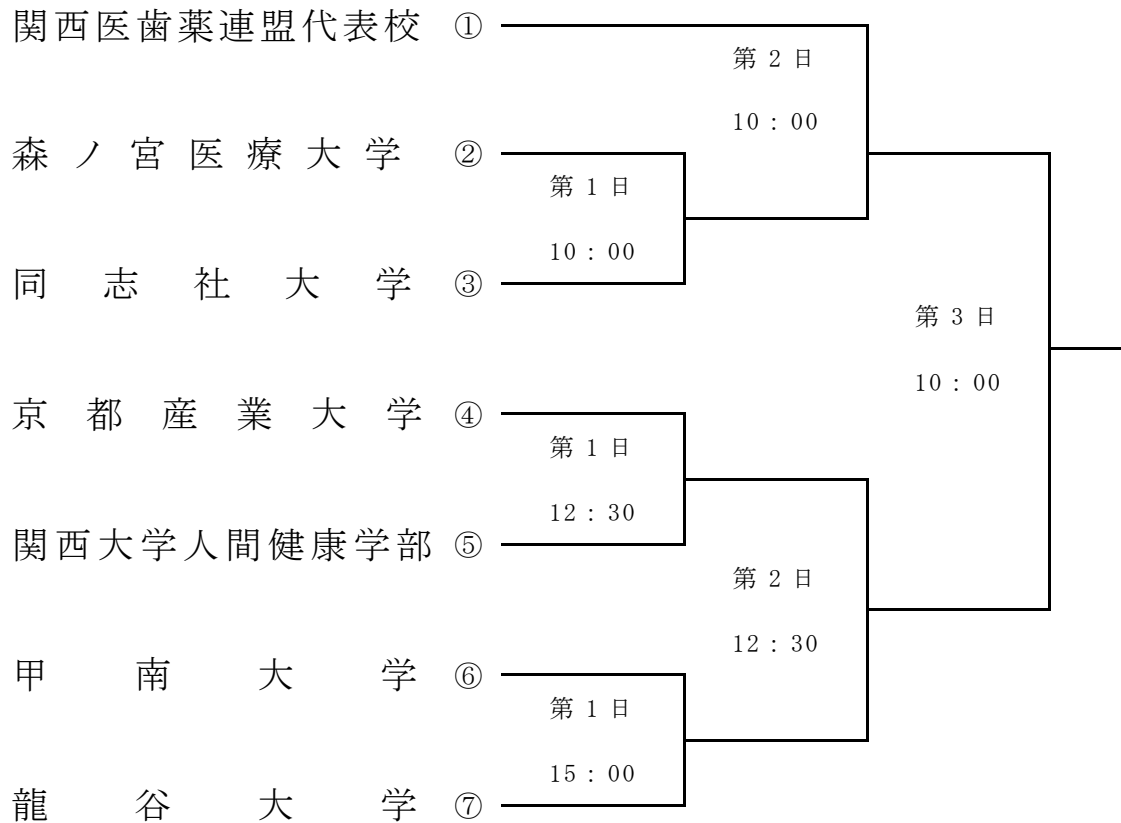 関西医歯薬連盟代表校 ①
第2日
10：00
森ノ宮医療大学 ②
第1日
10：00
同志社大学 ③
第3日
10：00
京都産業大学 ④
第1日
12：30
関西大学人間健康学部 ⑤
第2日
12：30
甲南大学 ⑥
第1日
15：00
龍谷大学 ⑦